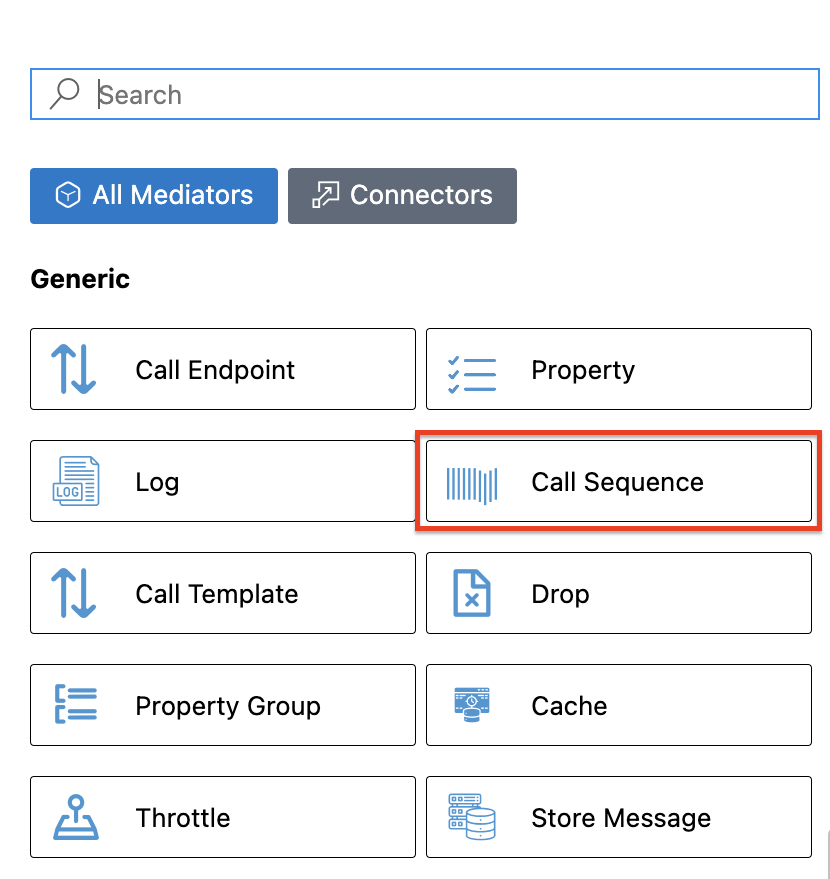 Search
All Mediators Connectors
Generic
Call Endpoint Property
LOG Log Call Sequence
Call Template Drop
Property Group Cache
Throttle Store Message